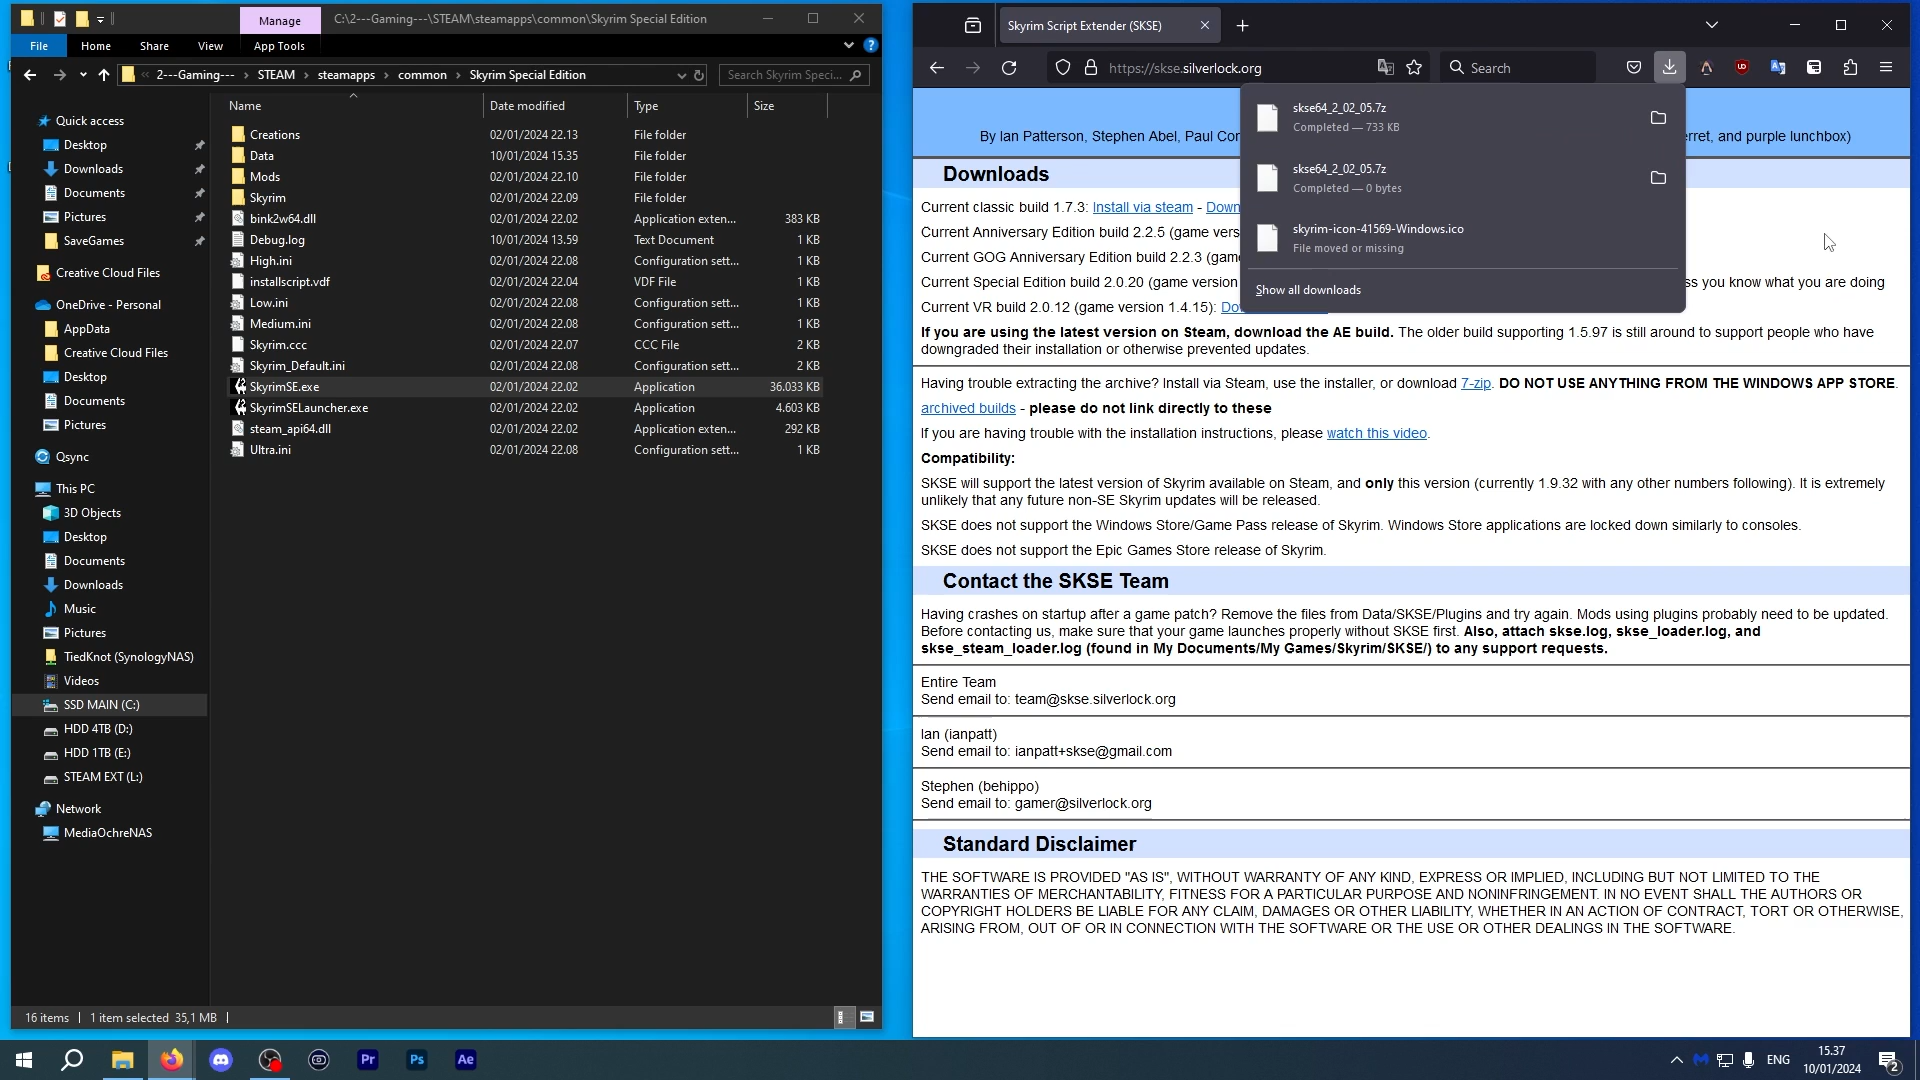 Manage
C:\2---Gaming---\STEAM\steamapps\common\Skyrim Special Edition
File
Home
Share
View
App Tools
« 2---Gaming--- › STEAM › steamapps › common › Skyrim Special Edition
Search Skyrim Speci...
Name
Date modified
Type
Size
Quick access
Desktop
Downloads
Documents
Pictures
SaveGames
Creative Cloud Files
OneDrive - Personal
AppData
Creative Cloud Files
Desktop
Documents
Pictures
Qsync
This PC
3D Objects
Desktop
Documents
Downloads
Music
Pictures
TiedKnot (SynologyNAS)
Videos
SSD MAIN (C:)
HDD 4TB (D:)
HDD 1TB (E:)
STEAM EXT (L:)
Network
MediaOchreNAS
Creations 02/01/2024 22.13 File folder
Data 10/01/2024 15.35 File folder
Mods 02/01/2024 22.10 File folder
Skyrim 02/01/2024 22.09 File folder
bink2w64.dll 02/01/2024 22.02 Application exten... 383 KB
Debug.log 10/01/2024 13.59 Text Document 1 KB
High.ini 02/01/2024 22.08 Configuration sett... 1 KB
installscript.vdf 02/01/2024 22.04 VDF File 1 KB
Low.ini 02/01/2024 22.08 Configuration sett... 1 KB
Medium.ini 02/01/2024 22.08 Configuration sett... 1 KB
Skyrim.ccc 02/01/2024 22.07 CCC File 2 KB
Skyrim_Default.ini 02/01/2024 22.08 Configuration sett... 2 KB
SkyrimSE.exe 02/01/2024 22.02 Application 36.033 KB
SkyrimSELauncher.exe 02/01/2024 22.02 Application 4.603 KB
steam_api64.dll 02/01/2024 22.02 Application exten... 292 KB
Ultra.ini 02/01/2024 22.08 Configuration sett... 1 KB
16 items
1 item selected 35,1 MB
Skyrim Script Extender (SKSE)
https://skse.silverlock.org
Search
skse64_2_02_05.7z
Completed — 733 KB
skse64_2_02_05.7z
Completed — 0 bytes
skyrim-icon-41569-Windows.ico
File moved or missing
Show all downloads
By Ian Patterson, Stephen Abel, Paul Cor
rret, and purple lunchbox)
Downloads
Current classic build 1.7.3: Install via steam - Down
Current Anniversary Edition build 2.2.5 (game vers
Current GOG Anniversary Edition build 2.2.3 (gam
Current Special Edition build 2.0.20 (game version
ss you know what you are doing
Current VR build 2.0.12 (game version 1.4.15): Do
If you are using the latest version on Steam, download the AE build. The older build supporting 1.5.97 is still around to support people who have
downgraded their installation or otherwise prevented updates.
Having trouble extracting the archive? Install via Steam, use the installer, or download 7-zip. DO NOT USE ANYTHING FROM THE WINDOWS APP STORE.
archived builds - please do not link directly to these
If you are having trouble with the installation instructions, please watch this video.
Compatibility:
SKSE will support the latest version of Skyrim available on Steam, and only this version (currently 1.9.32 with any other numbers following). It is extremely
unlikely that any future non-SE Skyrim updates will be released.
SKSE does not support the Windows Store/Game Pass release of Skyrim. Windows Store applications are locked down similarly to consoles.
SKSE does not support the Epic Games Store release of Skyrim.
Contact the SKSE Team
Having crashes on startup after a game patch? Remove the files from Data/SKSE/Plugins and try again. Mods using plugins probably need to be updated.
Before contacting us, make sure that your game launches properly without SKSE first. Also, attach skse.log, skse_loader.log, and
skse_steam_loader.log (found in My Documents/My Games/Skyrim/SKSE/) to any support requests.
Entire Team
Send email to: team@skse.silverlock.org
Ian (ianpatt)
Send email to: ianpatt+skse@gmail.com
Stephen (behippo)
Send email to: gamer@silverlock.org
Standard Disclaimer
THE SOFTWARE IS PROVIDED "AS IS", WITHOUT WARRANTY OF ANY KIND, EXPRESS OR IMPLIED, INCLUDING BUT NOT LIMITED TO THE
WARRANTIES OF MERCHANTABILITY, FITNESS FOR A PARTICULAR PURPOSE AND NONINFRINGEMENT. IN NO EVENT SHALL THE AUTHORS OR
COPYRIGHT HOLDERS BE LIABLE FOR ANY CLAIM, DAMAGES OR OTHER LIABILITY, WHETHER IN AN ACTION OF CONTRACT, TORT OR OTHERWISE,
ARISING FROM, OUT OF OR IN CONNECTION WITH THE SOFTWARE OR THE USE OR OTHER DEALINGS IN THE SOFTWARE.
Pr
Ps
Ae
ENG
15.37
10/01/2024
2